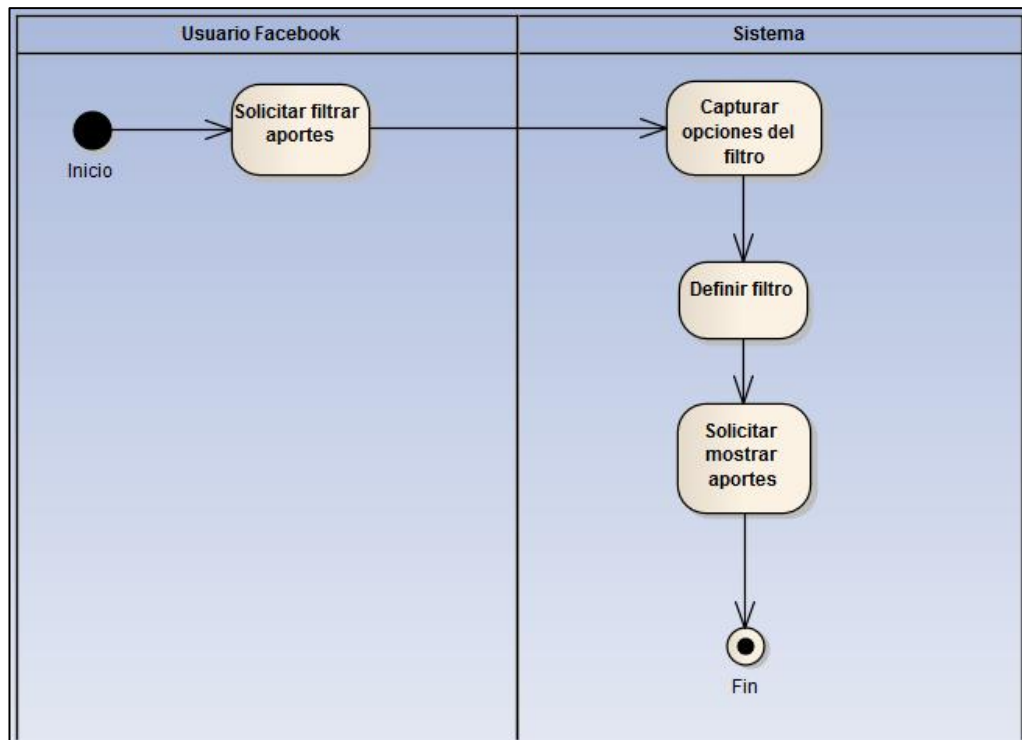 Usuario Facebook
Sistema
Solicitar filtrar
aportes
Inicio
Capturar
opciones del
filtro
Definir filtro
Solicitar
mostrar
aportes
Fin